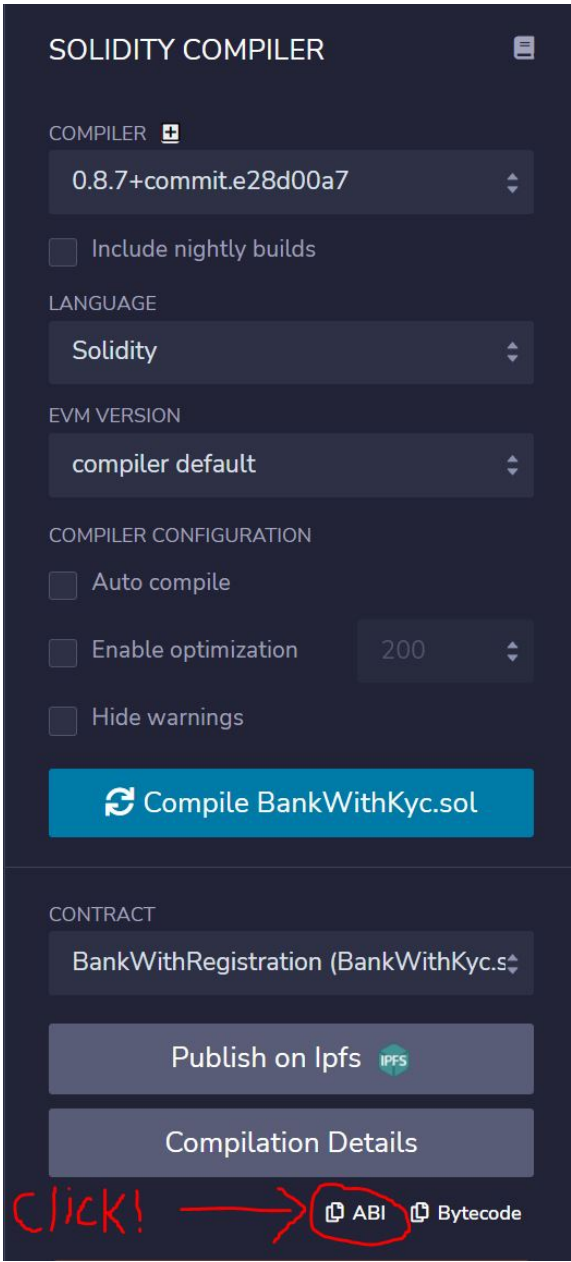 SOLIDITY COMPILER
COMPILER
0.8.7+commit.e28d00a7
Include nightly builds
LANGUAGE
Solidity
EVM VERSION
compiler default
COMPILER CONFIGURATION
Auto compile
Enable optimization 200
Hide warnings
Compile BankWithKyc.sol
CONTRACT
BankWithRegistration (BankWithKyc.s
Publish on Ipfs IPFS
Compilation Details
Click! ABI Bytecode